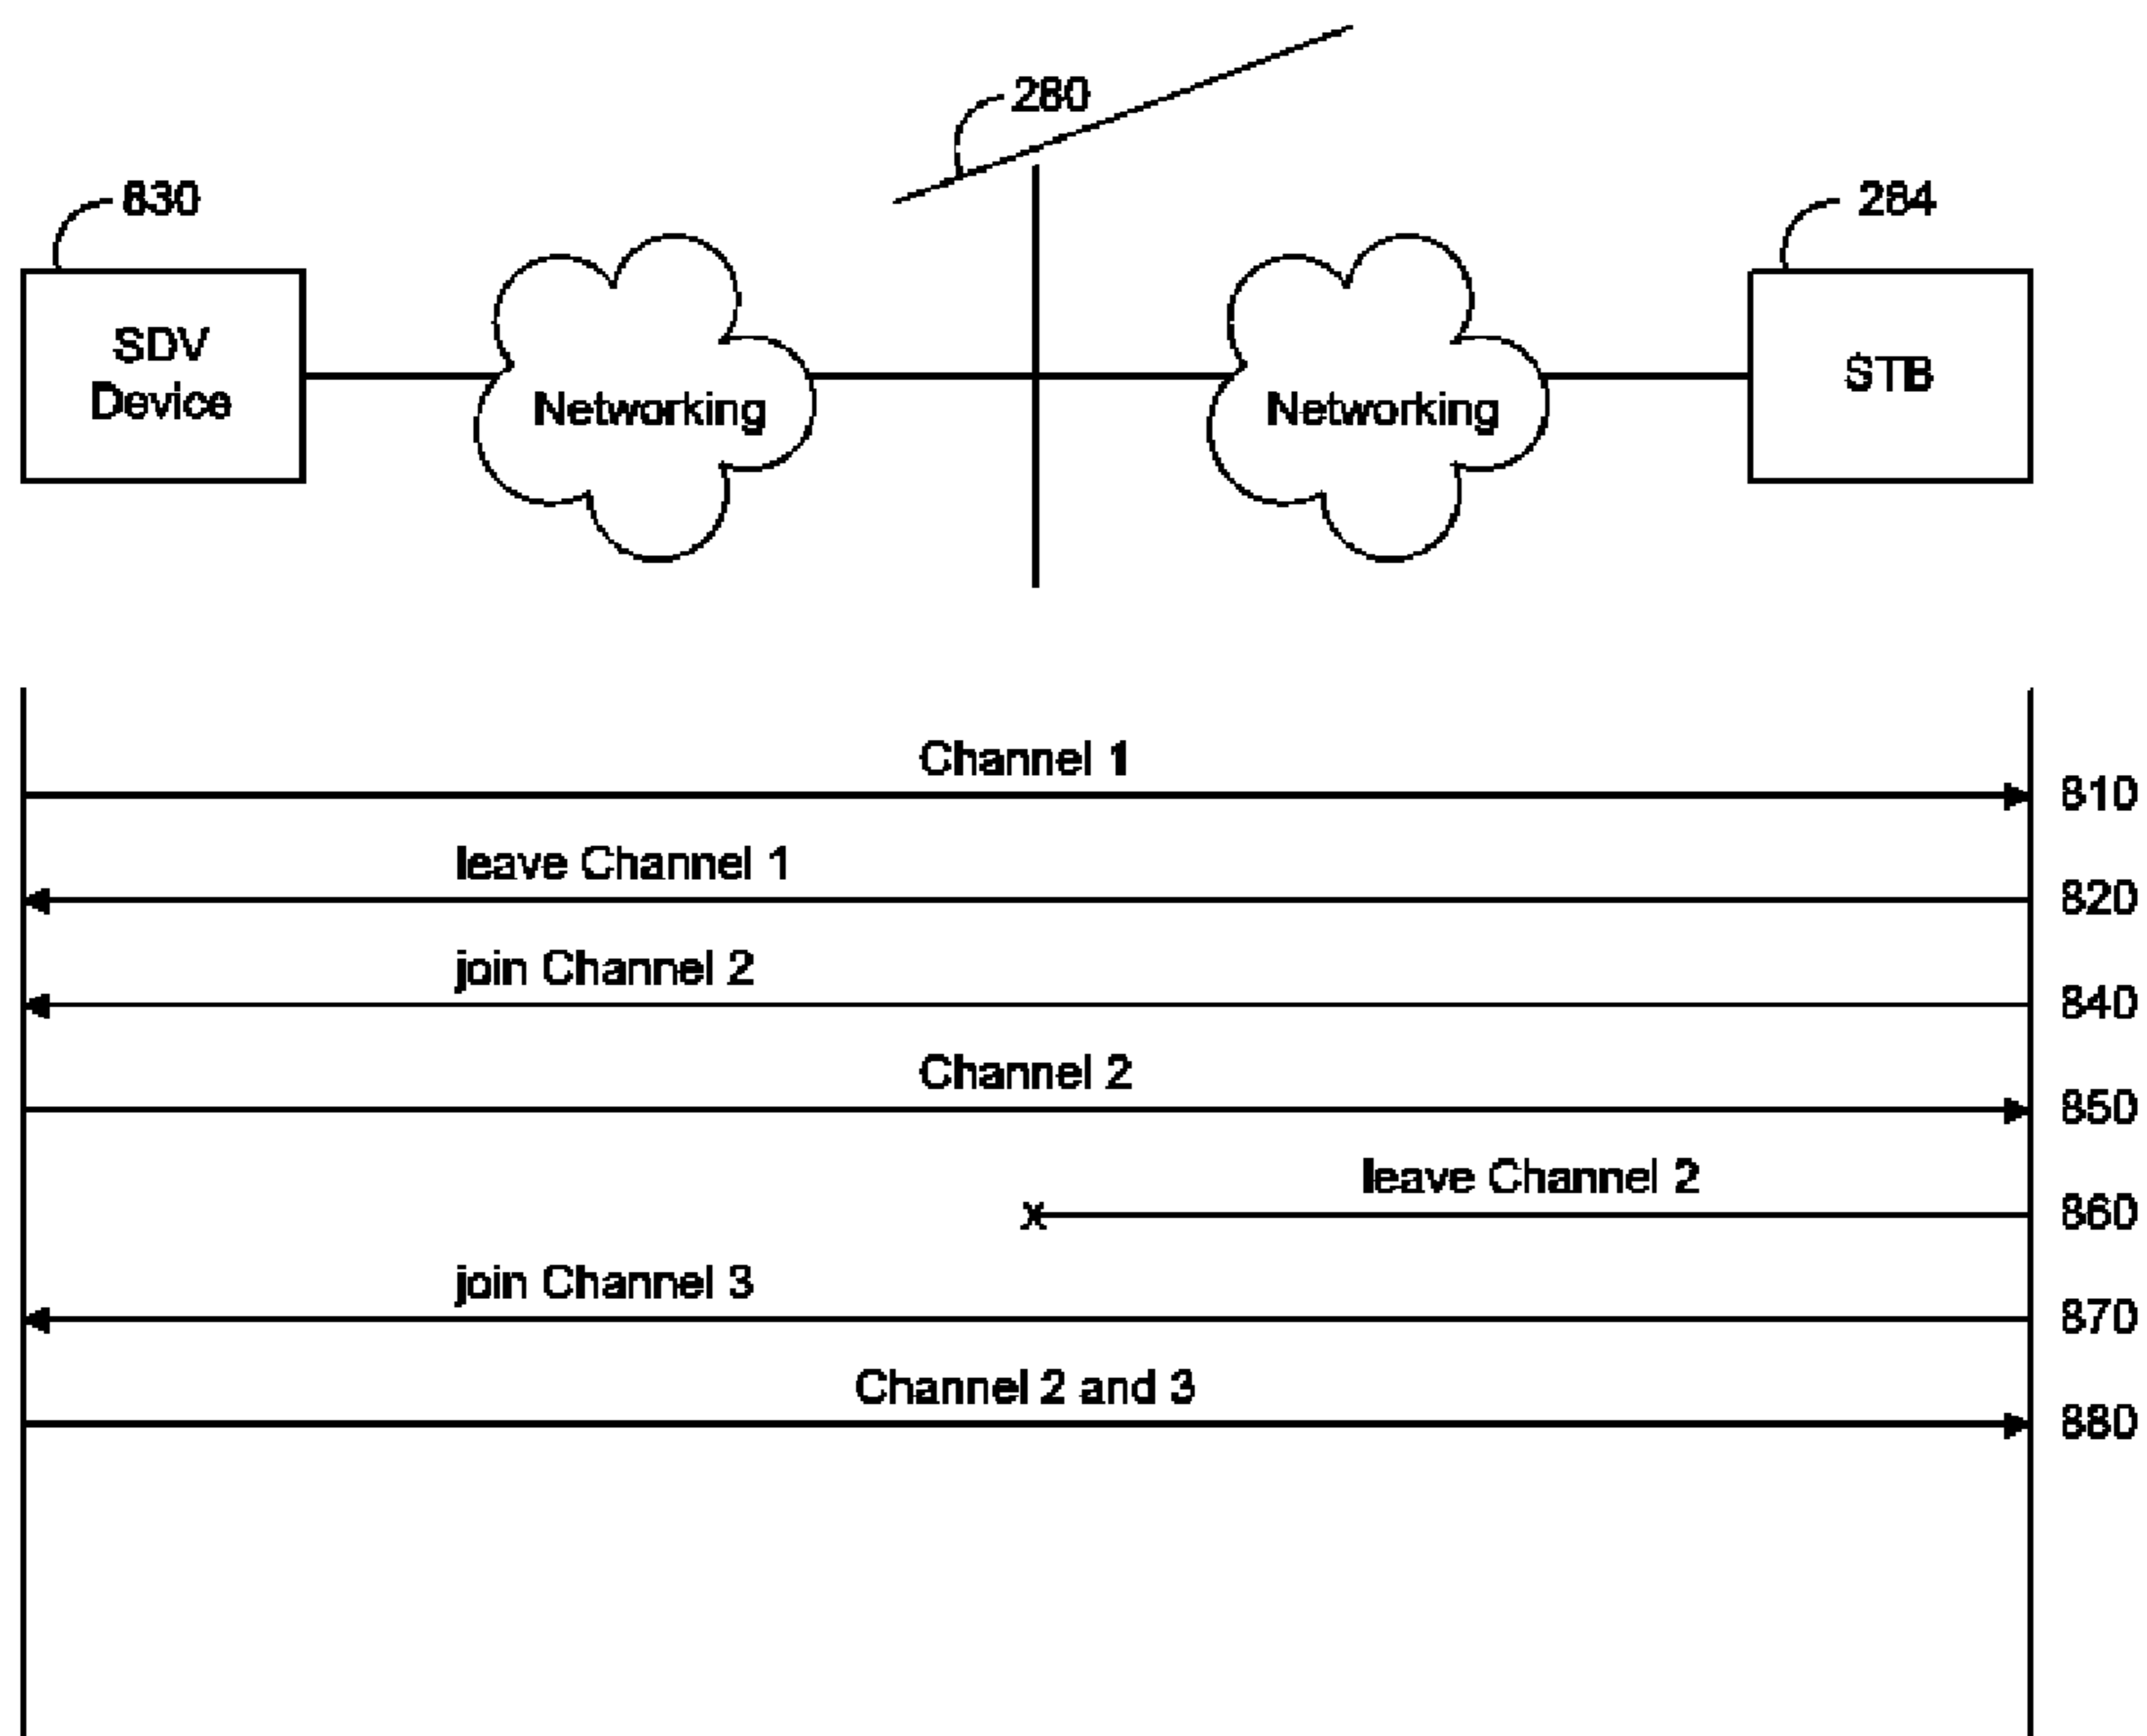 280
830
284
SDV
Device
Networking
Networking
STB
Channel 1
810
leave Channel 1
820
join Channel 2
840
Channel 2
850
leave Channel 2
x
860
join Channel 3
870
Channel 2 and 3
880